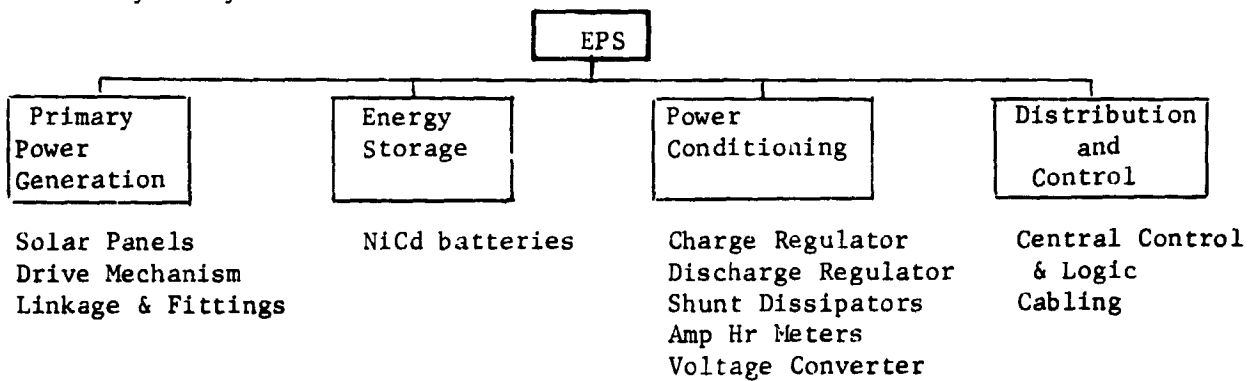 EPS
Primary
Power
Generation
Energy
Storage
Power
Conditioning
Distribution
and
Control
Solar Panels
Drive Mechanism
Linkage & Fittings
NiCd batteries
Charge Regulator
Discharge Regulator
Shunt Dissipators
Amp Hr Meters
Voltage Converter
Central Control
& Logic
Cabling